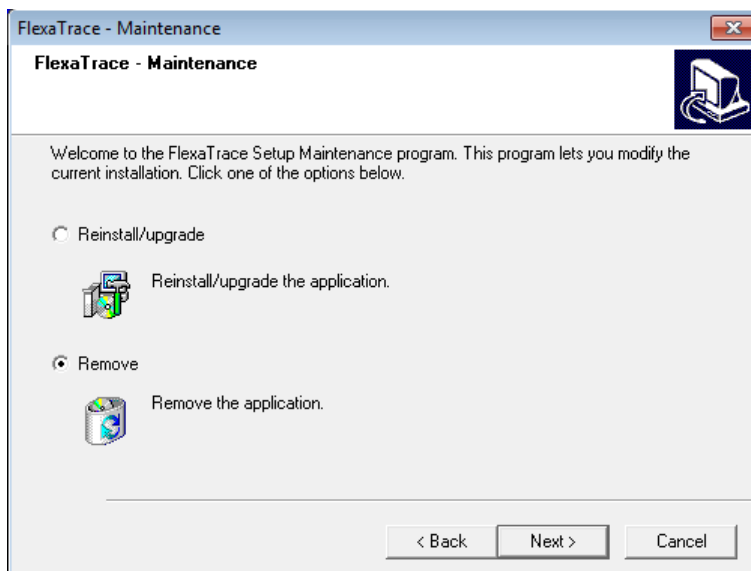 FlexaTrace - Maintenance
FlexaTrace - Maintenance
Welcome to the FlexaTrace Setup Maintenance program. This program lets you modify the
current installation. Click one of the options below.
Reinstall/upgrade
Reinstall/upgrade the application.
Remove
Remove the application.
< Back
Next >
Cancel